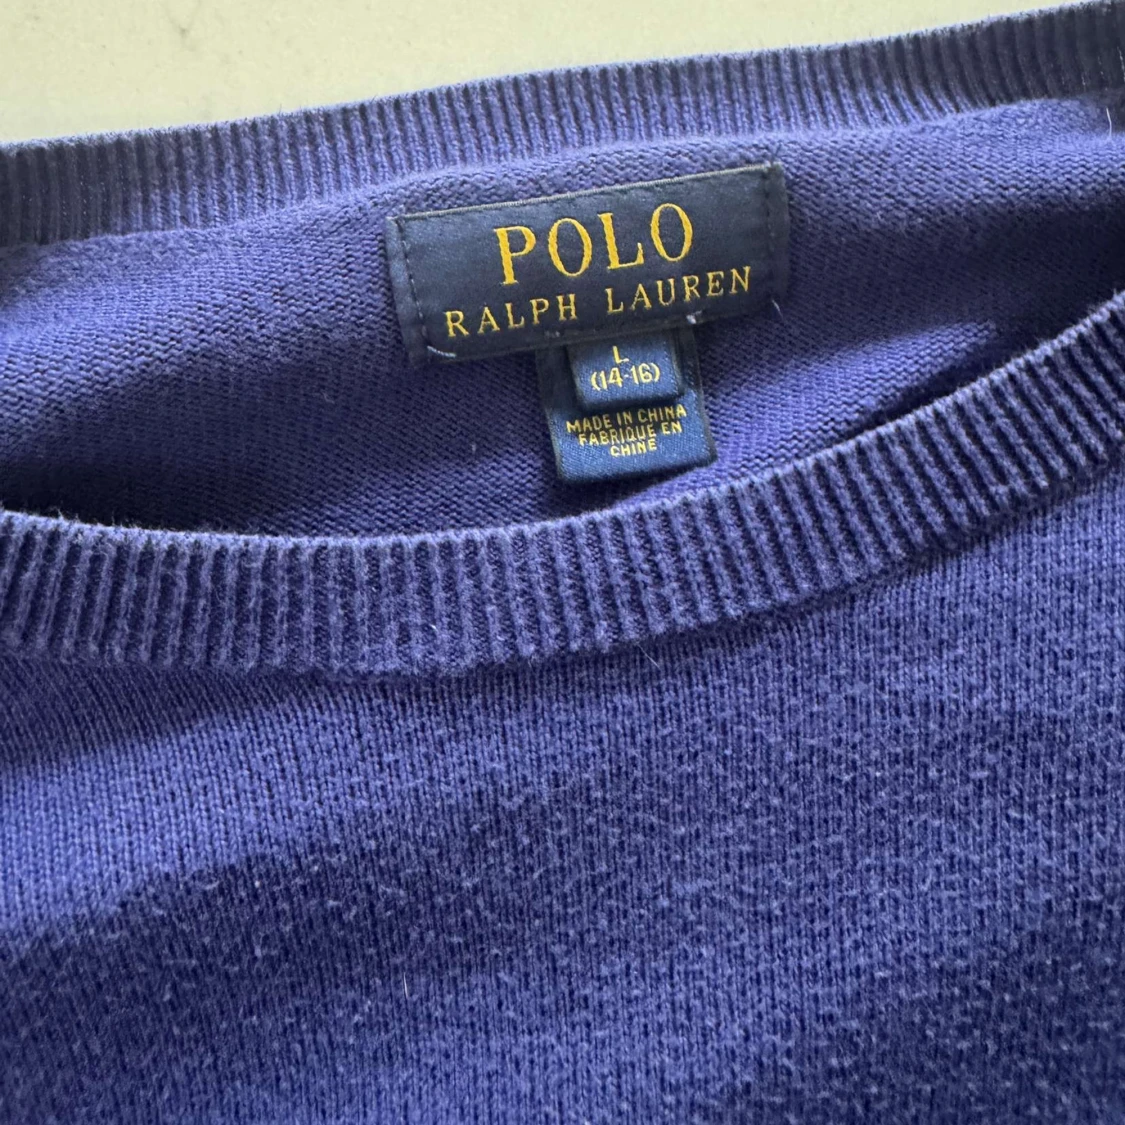 POLO
RALPH LAUREN
L
(14-16)
MADE IN CHINA
FABRIQUE EN
CHINE